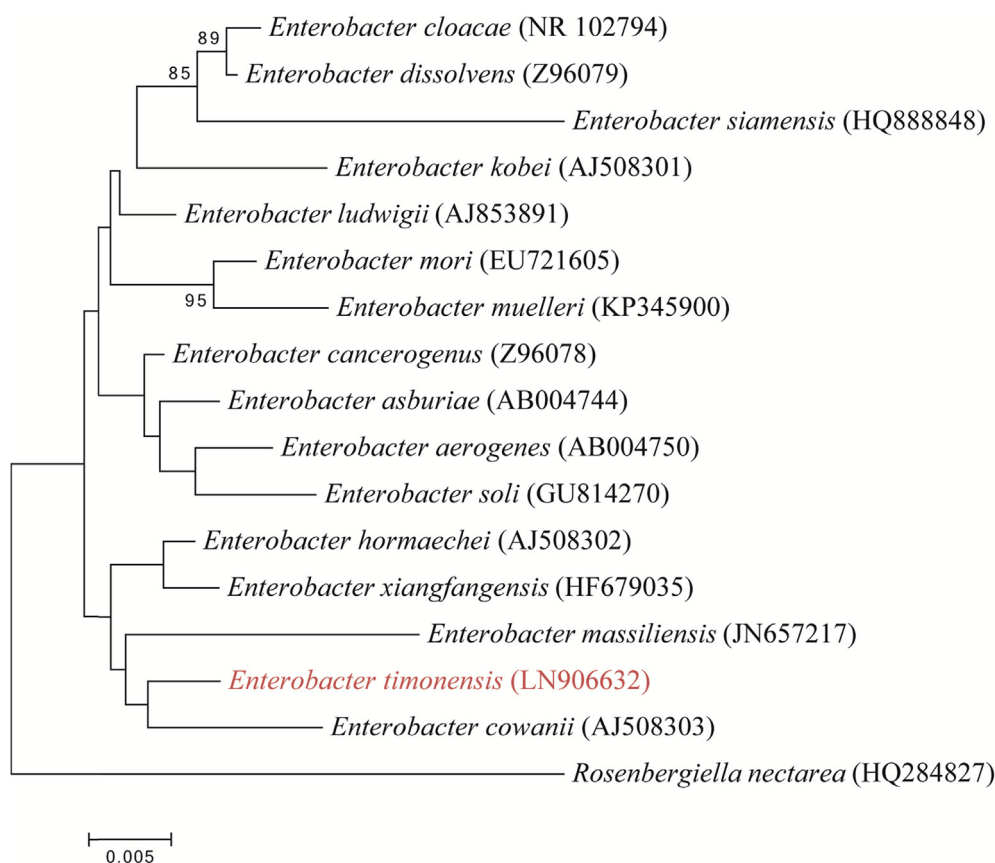 89
Enterobacter cloacae (NR 102794)
85
Enterobacter dissolvens (Z96079)
Enterobacter siamensis (HQ888848)
Enterobacter kobei (AJ508301)
Enterobacter ludwigii (AJ853891)
Enterobacter mori (EU721605)
95
Enterobacter muelleri (KP345900)
Enterobacter cancerogenus (Z96078)
Enterobacter asburiae (AB004744)
Enterobacter aerogenes (AB004750)
Enterobacter soli (GU814270)
Enterobacter hormaechei (AJ508302)
Enterobacter xiangfangensis (HF679035)
Enterobacter massiliensis (JN657217)
Enterobacter timonensis (LN906632)
Enterobacter cowanii (AJ508303)
Rosenbergiella nectarea (HQ284827)
0.005